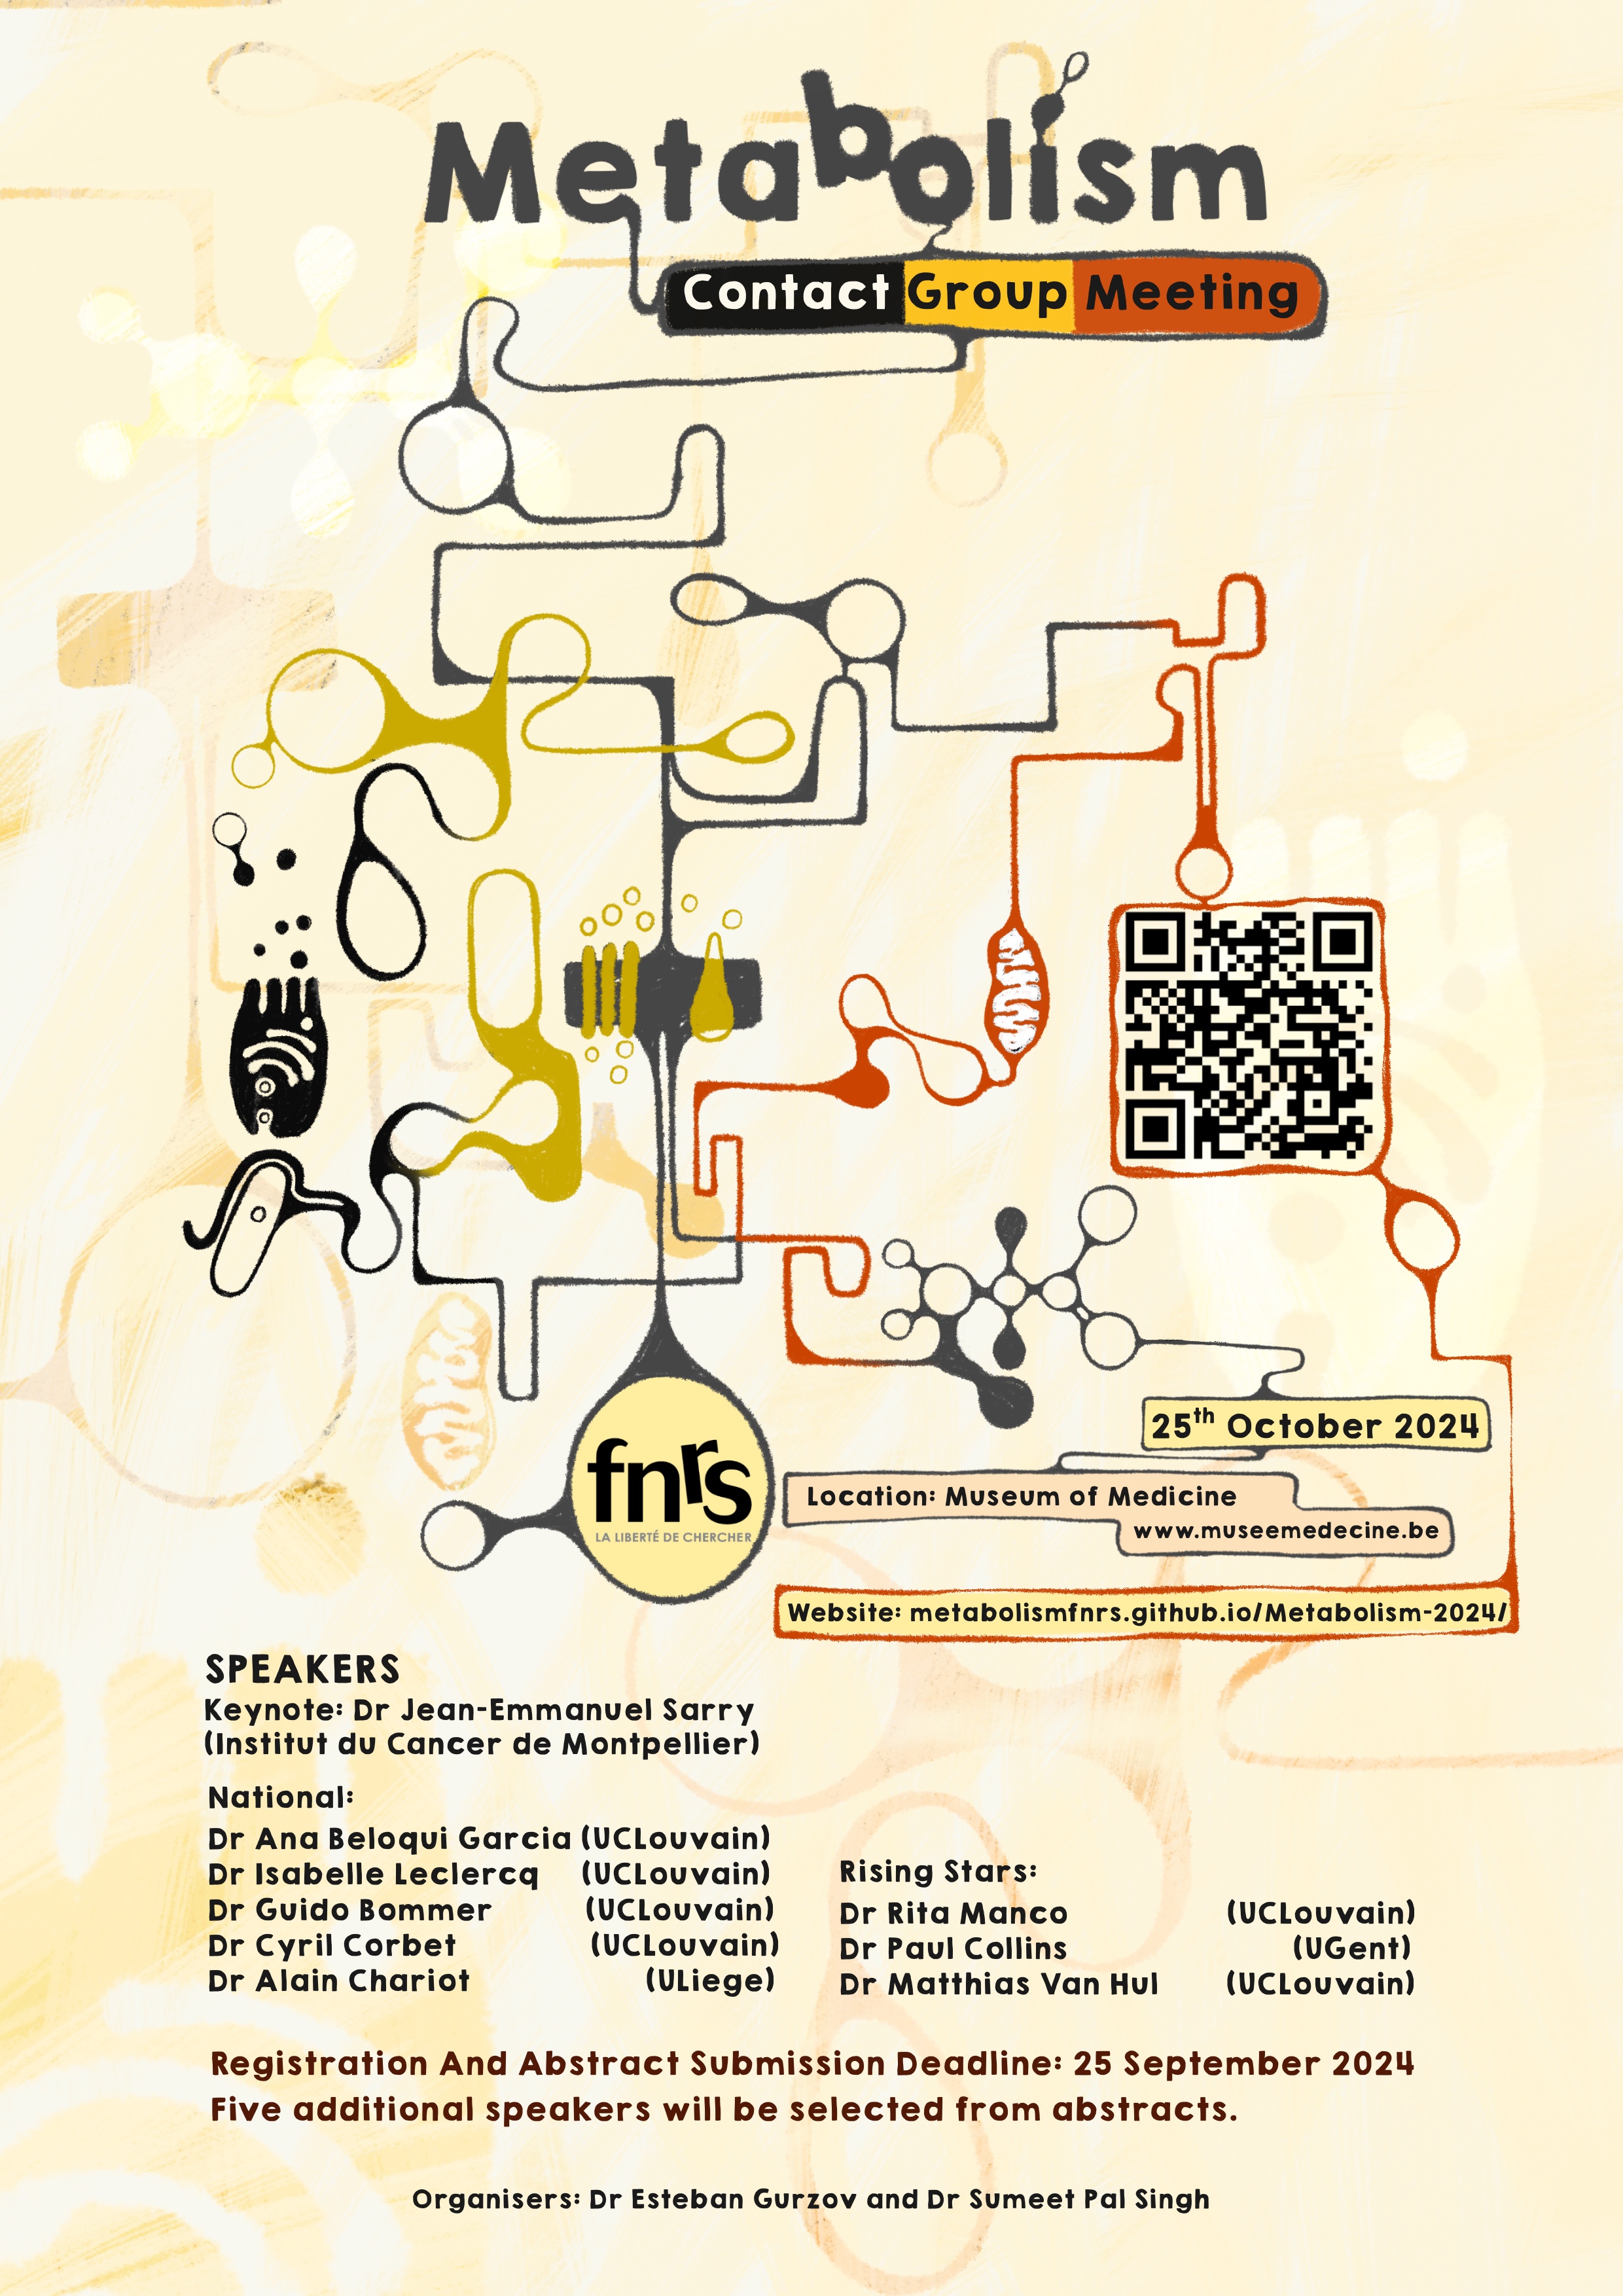 Metabolism
Contact Group Meeting
fnrs
LA LIBERTÉ DE CHERCHER
25th October 2024
Location: Museum of Medicine
www.museemedecine.be
Website: metabolismfnrs.github.io/Metabolism-2024/
SPEAKERS
Keynote: Dr Jean-Emmanuel Sarry
(Institut du Cancer de Montpellier)
National:
Dr Ana Beloqui Garcia (UCLouvain)
Dr Isabelle Leclercq (UCLouvain)
Dr Guido Bommer (UCLouvain)
Dr Cyril Corbet (UCLouvain)
Dr Alain Chariot (ULiege)
Rising Stars:
Dr Rita Manco (UCLouvain)
Dr Paul Collins (UGent)
Dr Matthias Van Hul (UCLouvain)
Registration And Abstract Submission Deadline: 25 September 2024
Five additional speakers will be selected from abstracts.
Organisers: Dr Esteban Gurzov and Dr Sumeet Pal Singh